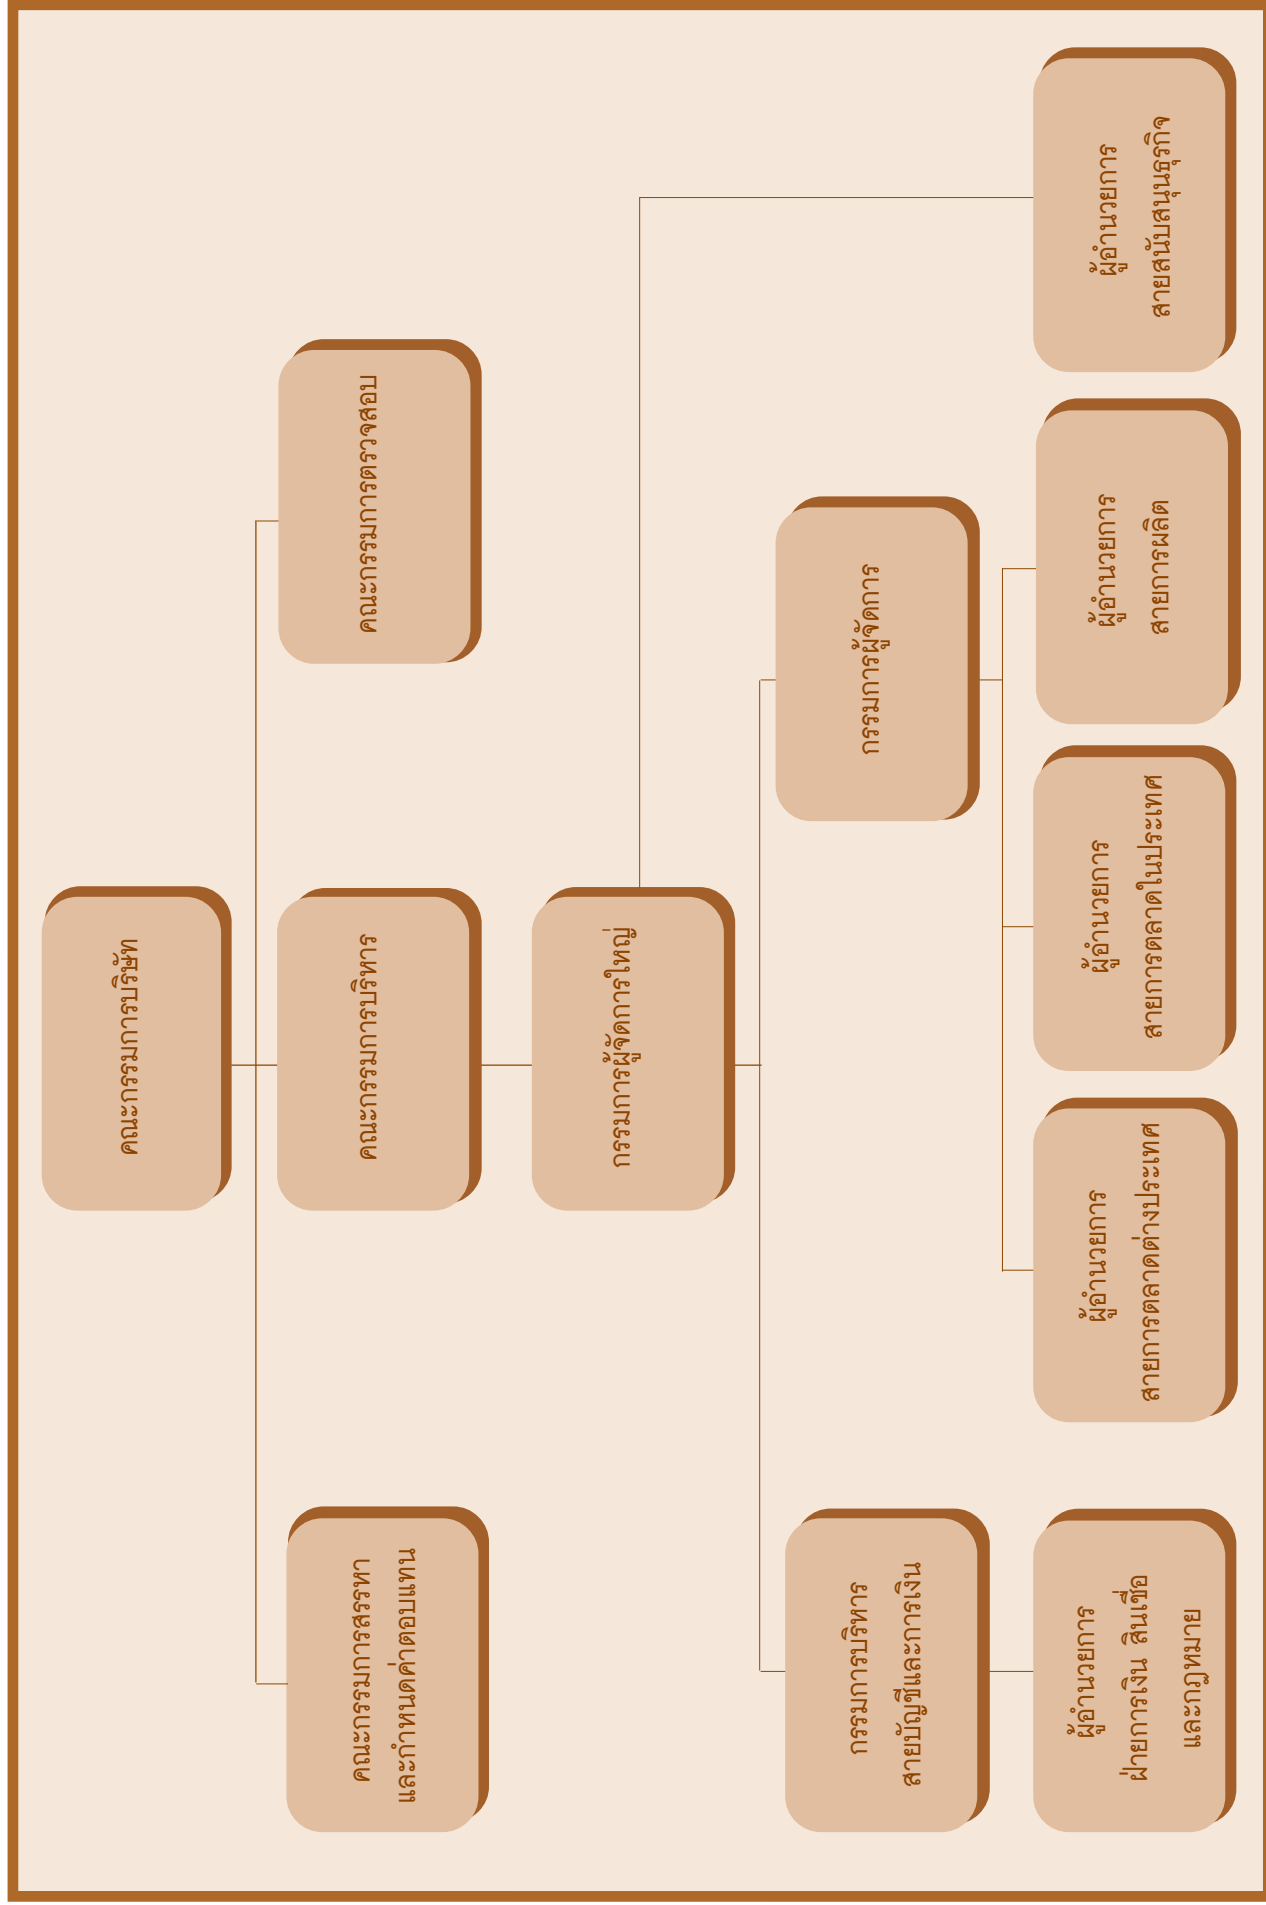 คณะกรรมการบริษัท
คณะกรรมการสรรหา
และกำหนดค่าตอบแทน
คณะกรรมการบริหาร
คณะกรรมการตรวจสอบ
กรรมการผู้จัดการใหญ่
กรรมการบริหาร
สายบัญชีและการเงิน
กรรมการผู้จัดการ
ผู้อำนวยการ
ฝ่ายการเงิน สินเชื่อ
และกฎหมาย
ผู้อำนวยการ
สายการตลาดต่างประเทศ
ผู้อำนวยการ
สายการตลาดในประเทศ
ผู้อำนวยการ
สายการผลิต
ผู้อำนวยการ
สายสนับสนุนธุรกิจ